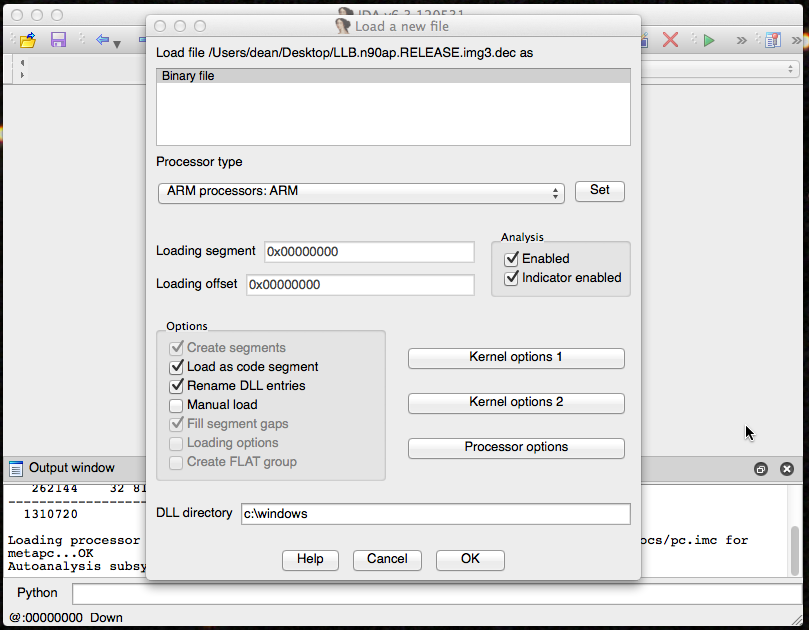 IDA v6.3.120531
Load a new file
Load file /Users/dean/Desktop/LLB.n90ap.RELEASE.img3.dec as
Binary file
Processor type
ARM processors: ARM
Set
Loading segment 0x00000000
Loading offset 0x00000000
Analysis
Enabled
Indicator enabled
Options
Create segments
Load as code segment
Rename DLL entries
Manual load
Fill segment gaps
Loading options
Create FLAT group
Kernel options 1
Kernel options 2
Processor options
DLL directory c:\windows
Help Cancel OK
Output window
262144 32 81
--------------
1310720
Loading processor ocs/pc.imc for
metapc...OK
Autoanalysis subsy
Python
@:00000000 Down